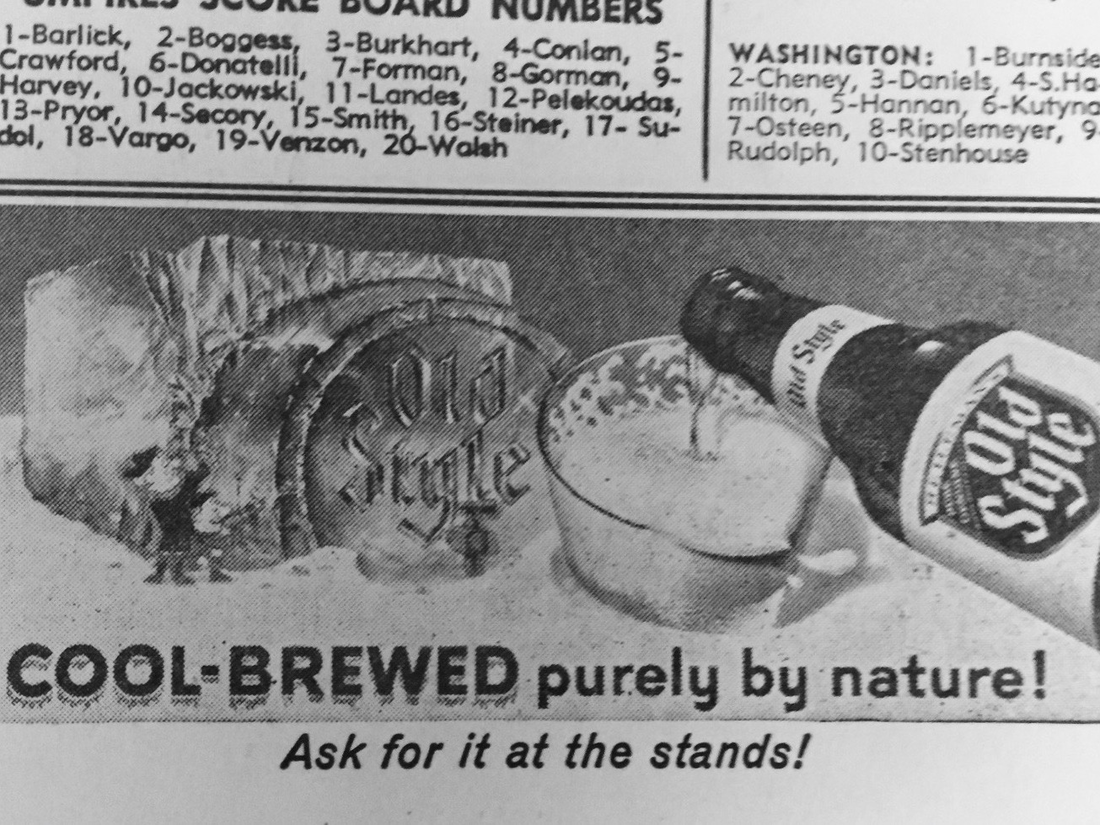 UMPIRES SCORE BOARD NUMBERS
1-Barlick, 2-Boggess, 3-Burkhart, 4-Conlan, 5-
Crawford, 6-Donatelli, 7-Forman, 8-Gorman, 9-
Harvey, 10-Jackowski, 11-Landes, 12-Pelekoudas,
13-Pryor, 14-Secory, 15-Smith, 16-Steiner, 17- Su-
dol, 18-Vargo, 19-Venzon, 20-Walsh
WASHINGTON: 1-Burnside
2-Cheney, 3-Daniels, 4-S.Ha-
milton, 5-Hannan, 6-Kutyna
7-Osteen, 8-Ripplemeyer, 9-
Rudolph, 10-Stenhouse
Old
Style
Old Style
Old
Style
COOL-BREWED purely by nature!
Ask for it at the stands!